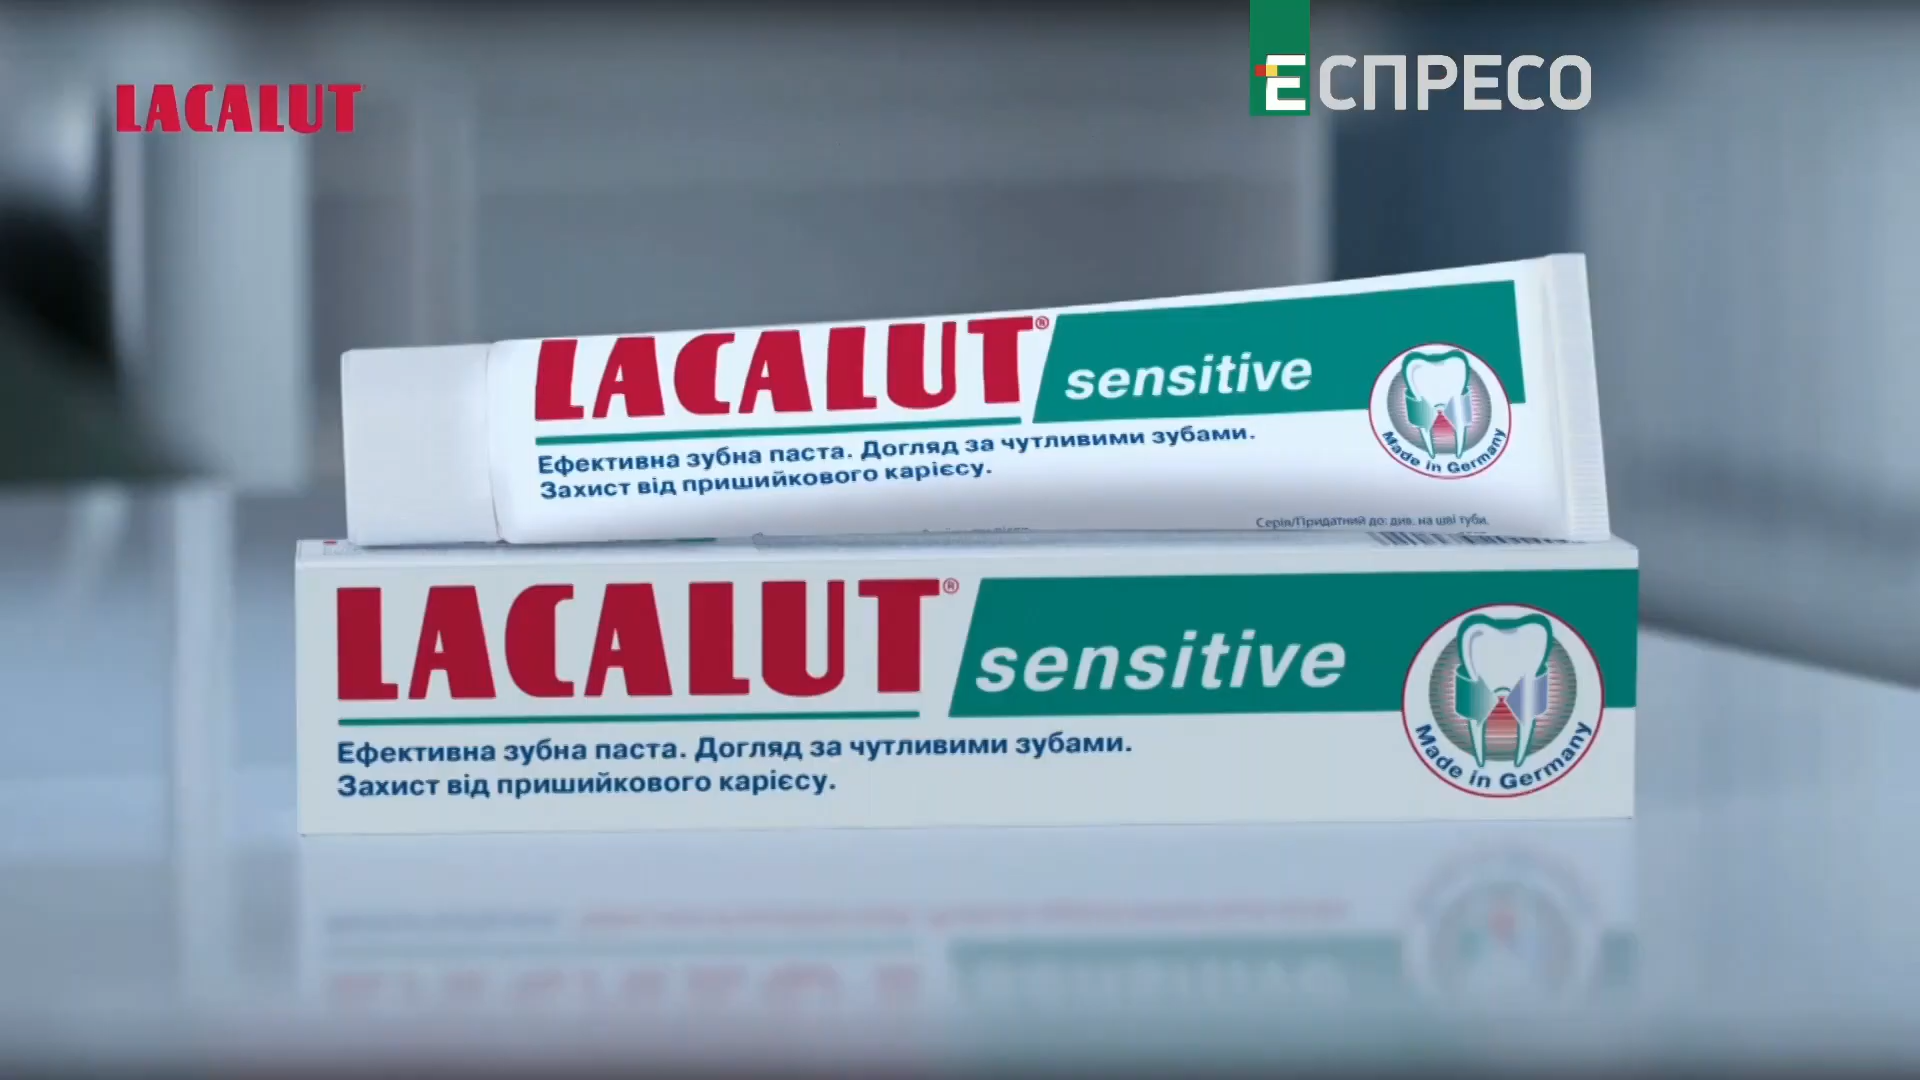 LACALUT
ЕСПРЕСО
LACALUT® sensitive
Ефективна зубна паста. Догляд за чутливими зубами.
Захист від пришийкового карієсу.
Made in Germany
Серія/Придатний до: див. на шві туби.
LACALUT® sensitive
Ефективна зубна паста. Догляд за чутливими зубами.
Захист від пришийкового карієсу.
Made in Germany